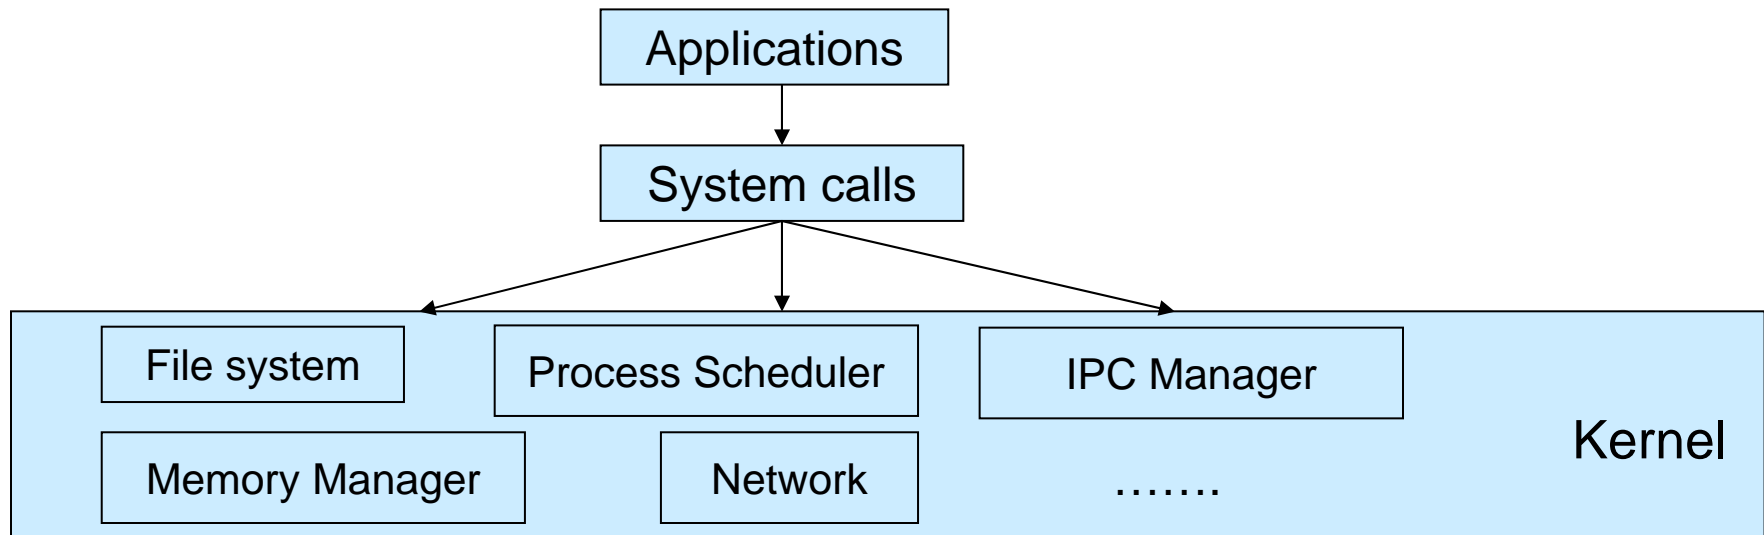 Applications
System calls
File system
Process Scheduler
IPC Manager
Kernel
Memory Manager
Network
.......